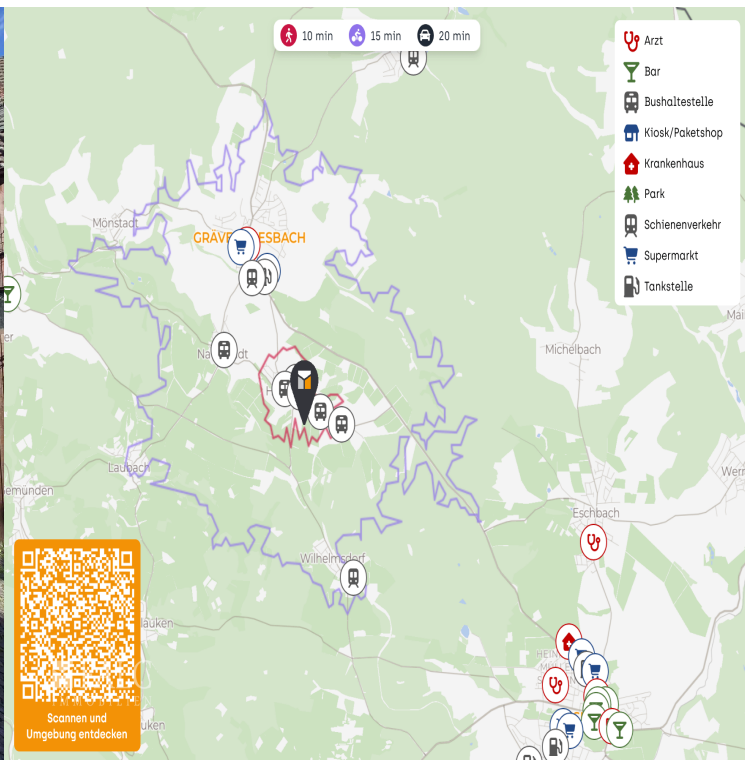 10 min 15 min 20 min
Arzt
Bar
Bushaltestelle
Kiosk/Paketshop
Krankenhaus
Park
Schienenverkehr
Supermarkt
Tankstelle
Mönstadt
Michelbach
Laubach
Eschbach
Wilhelmsdorf
Scannen und
Umgebung entdecken